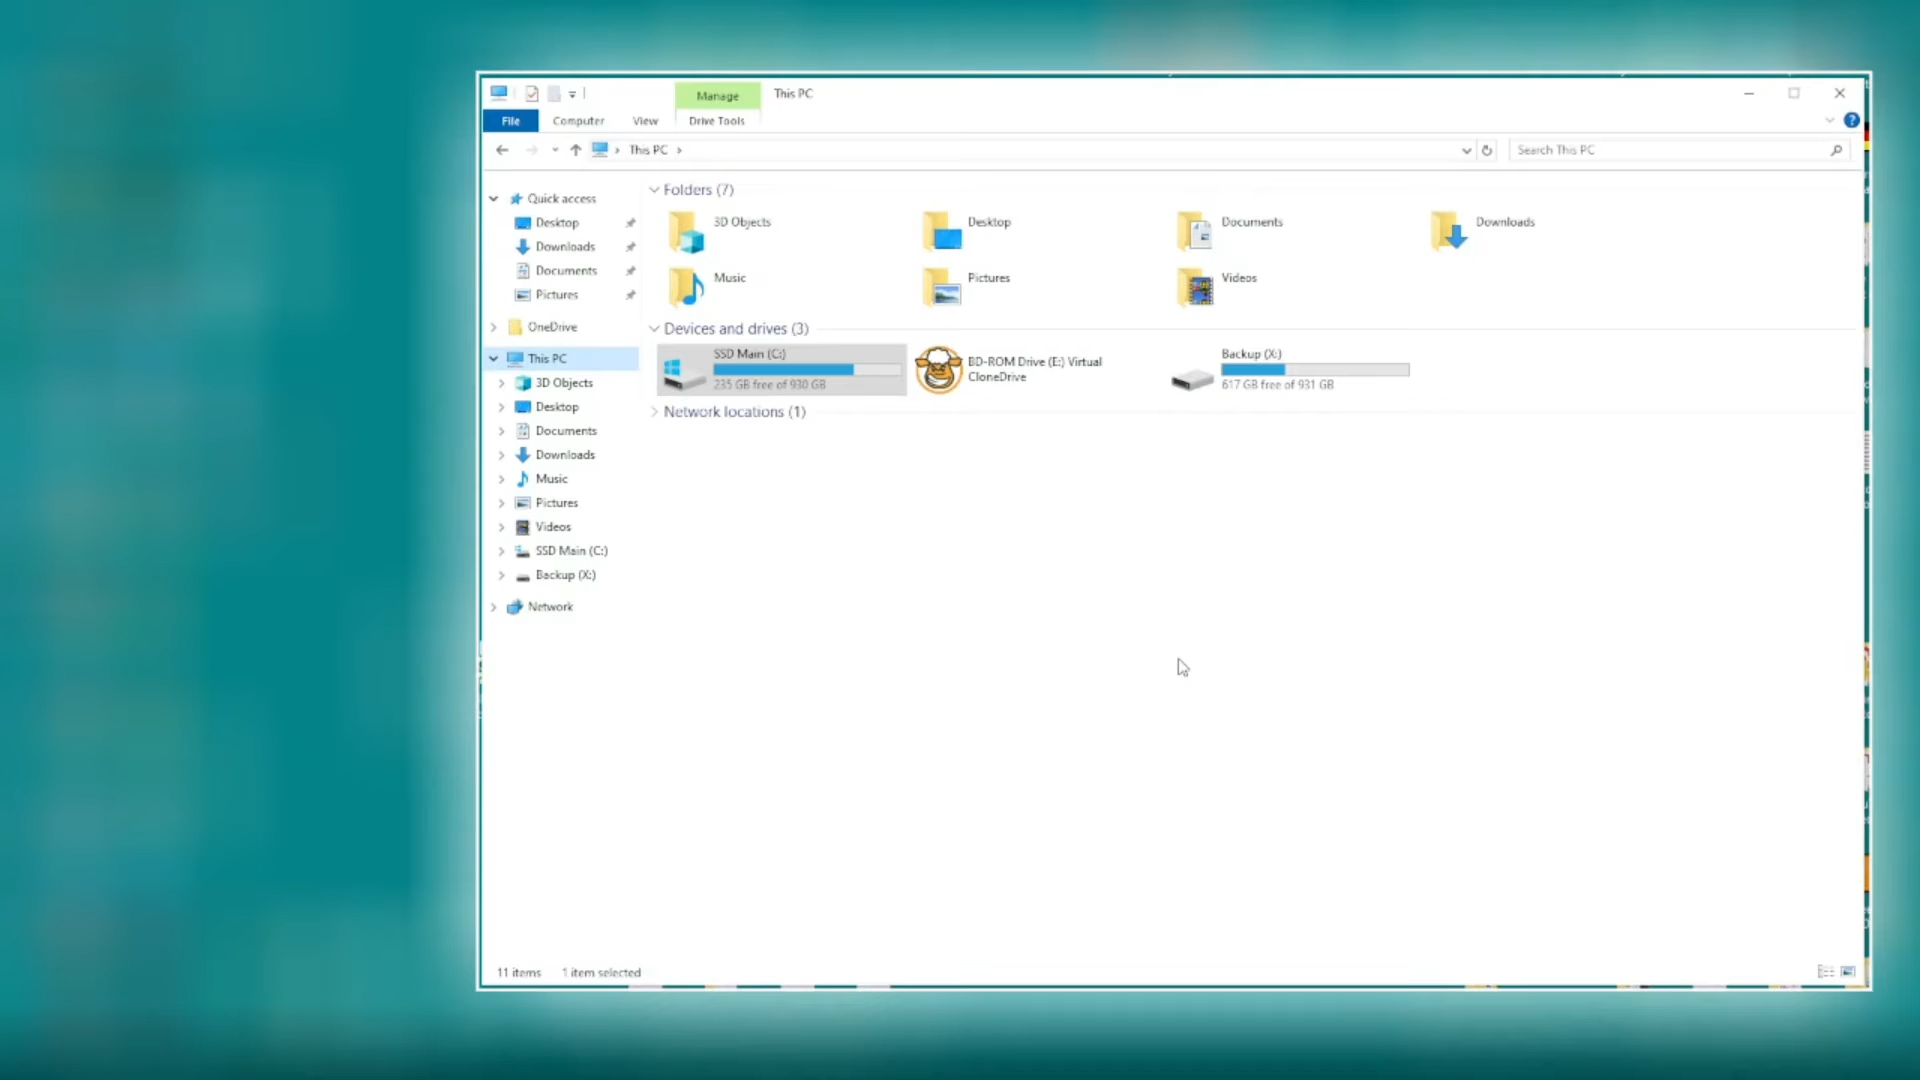 Manage
This PC
File
Computer
View
Drive Tools
This PC
Search This PC
Quick access
Desktop
Downloads
Documents
Pictures
OneDrive
This PC
3D Objects
Desktop
Documents
Downloads
Music
Pictures
Videos
SSD Main (C:)
Backup (X:)
Network
Folders (7)
3D Objects
Desktop
Documents
Downloads
Music
Pictures
Videos
Devices and drives (3)
SSD Main (C:)
235 GB free of 930 GB
BD-ROM Drive (E:) Virtual
CloneDrive
Backup (X:)
617 GB free of 931 GB
Network locations (1)
11 items
1 item selected